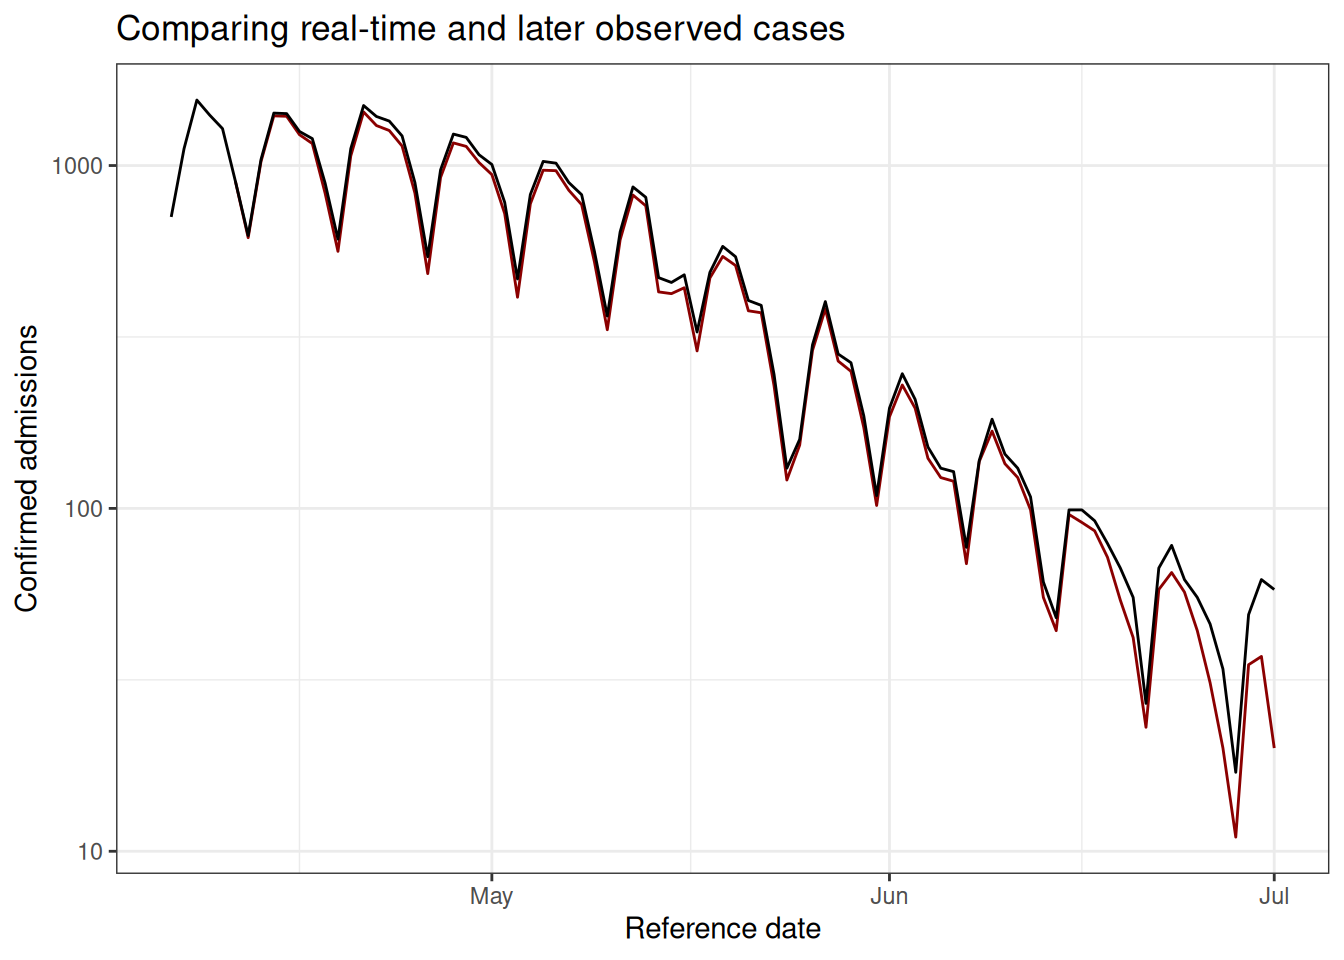 Comparing real-time and later observed cases
Confirmed admissions
1000
100
10
May
Jun
Jul
Reference date